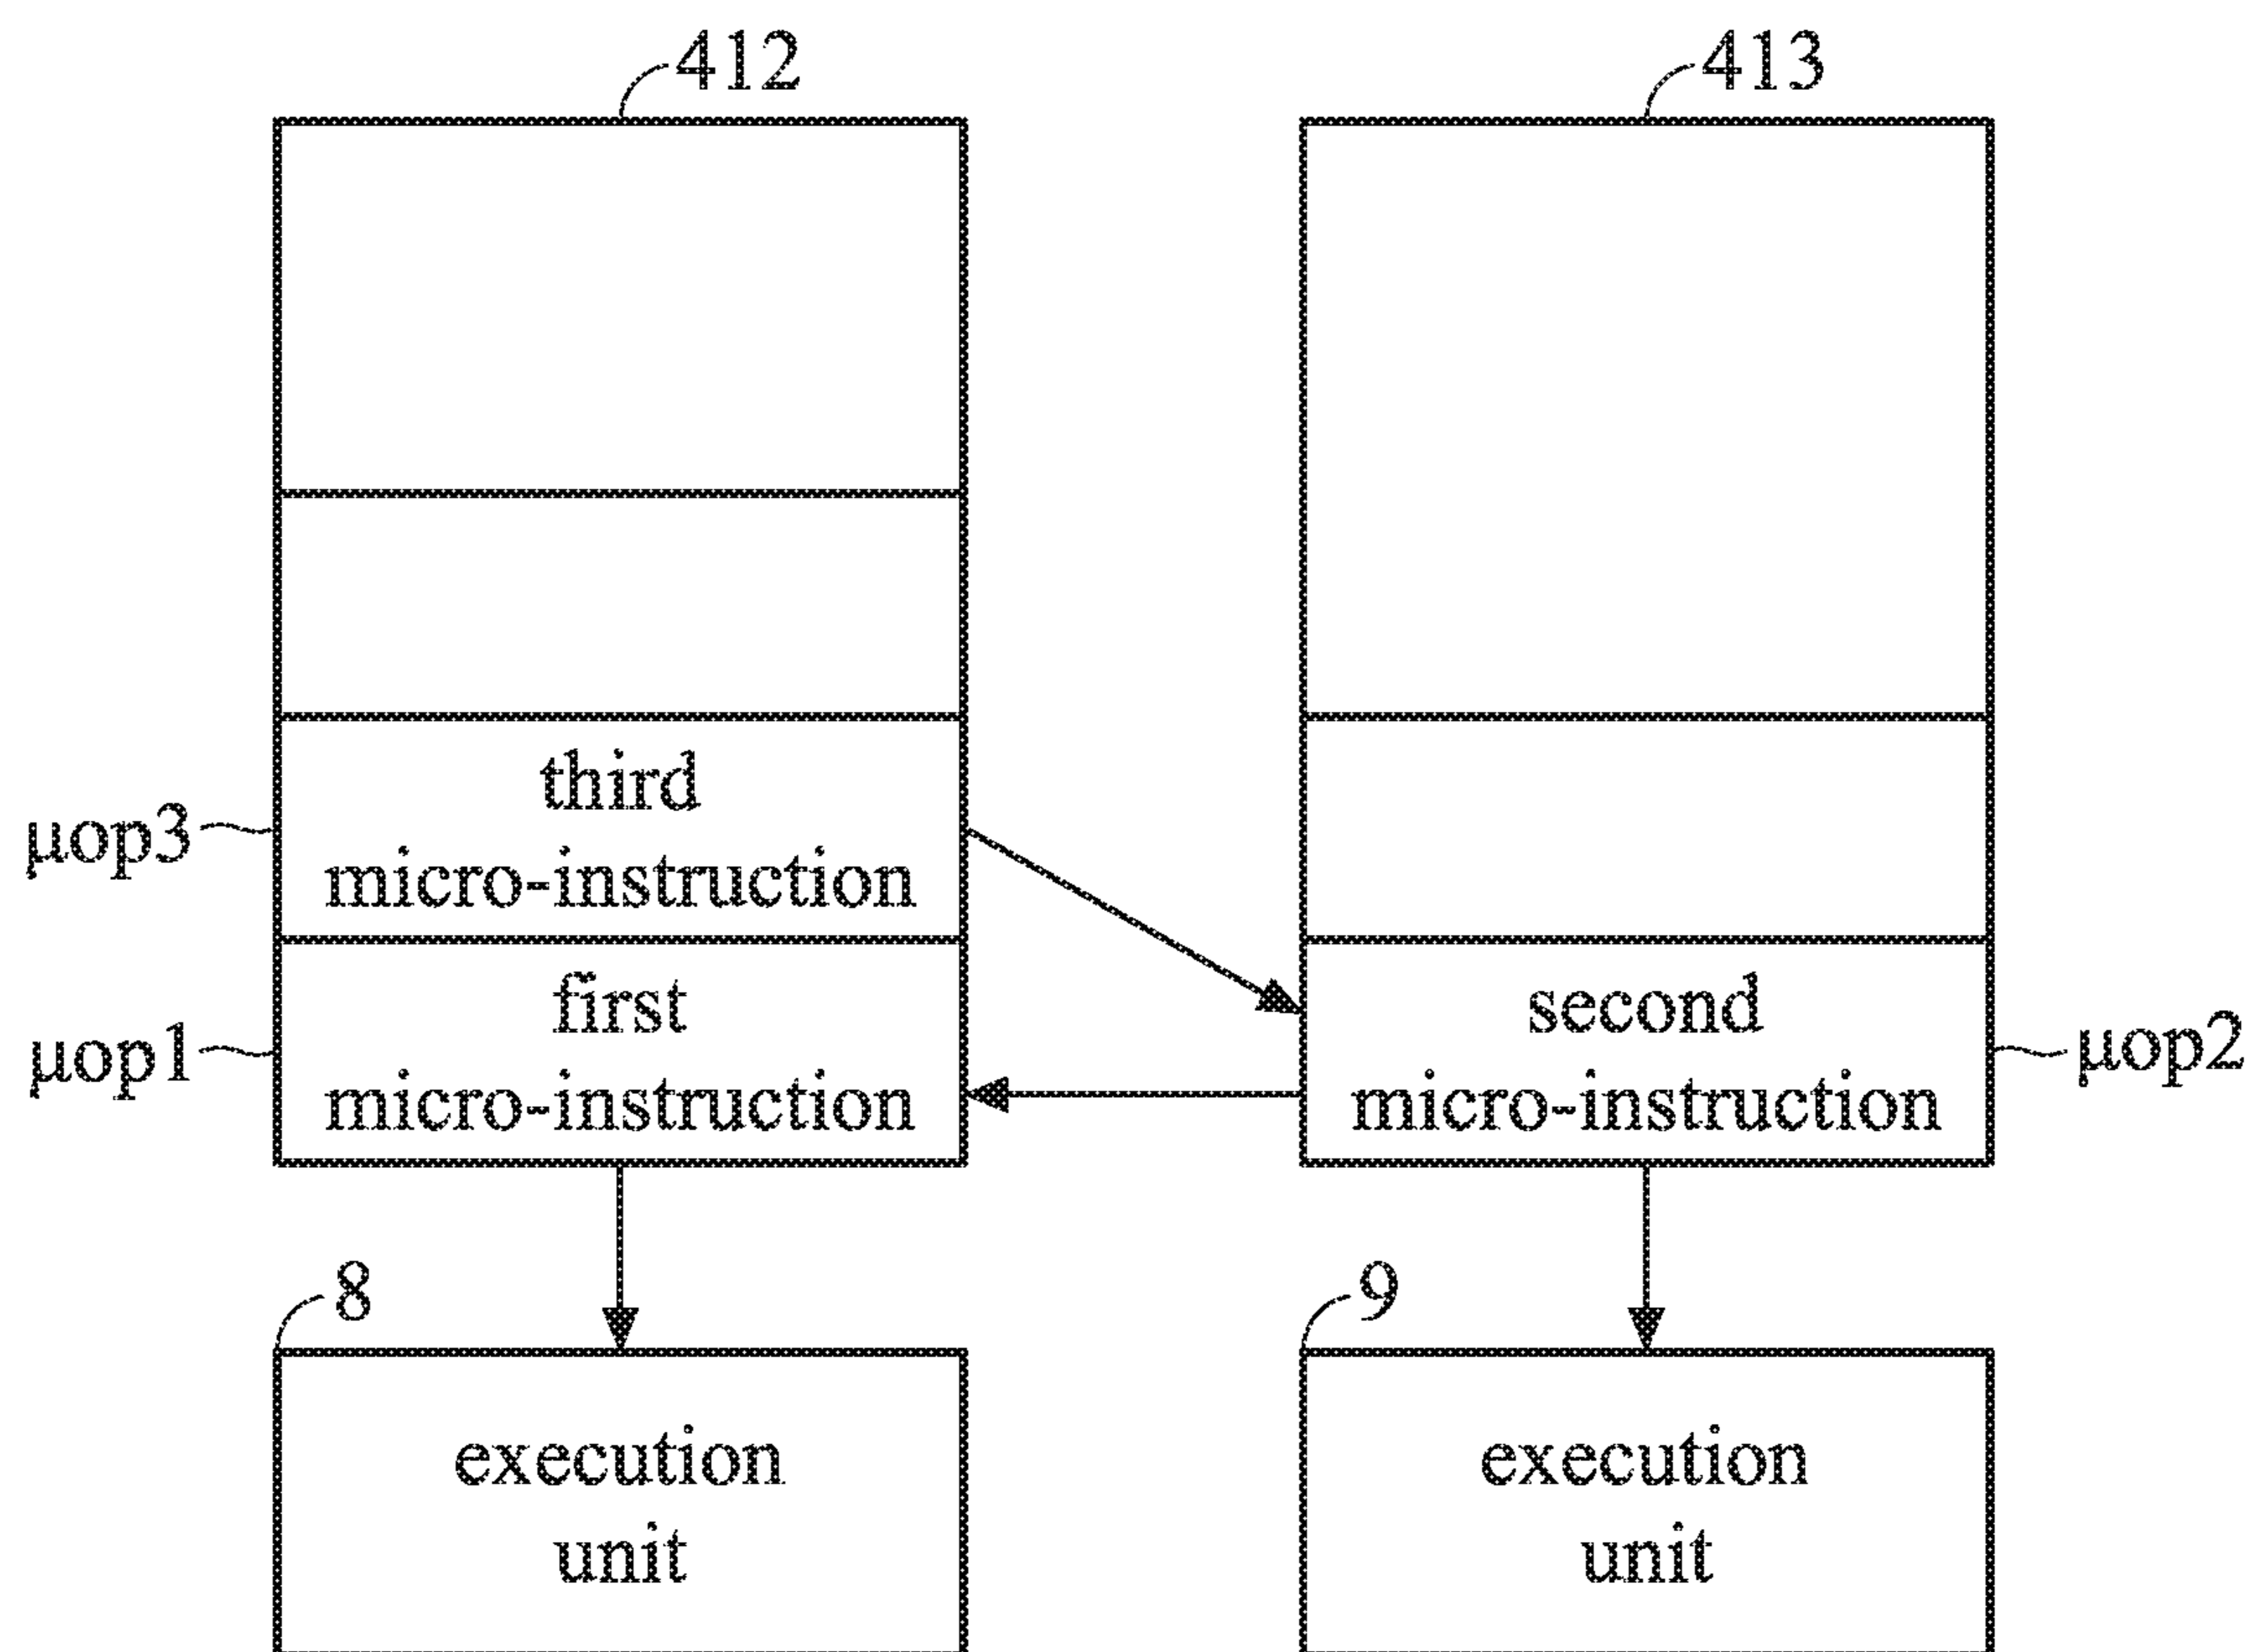 412
413
third
micro-instruction
μop3
first
micro-instruction
μop1
second
micro-instruction
μop2
8
9
execution
unit
execution
unit